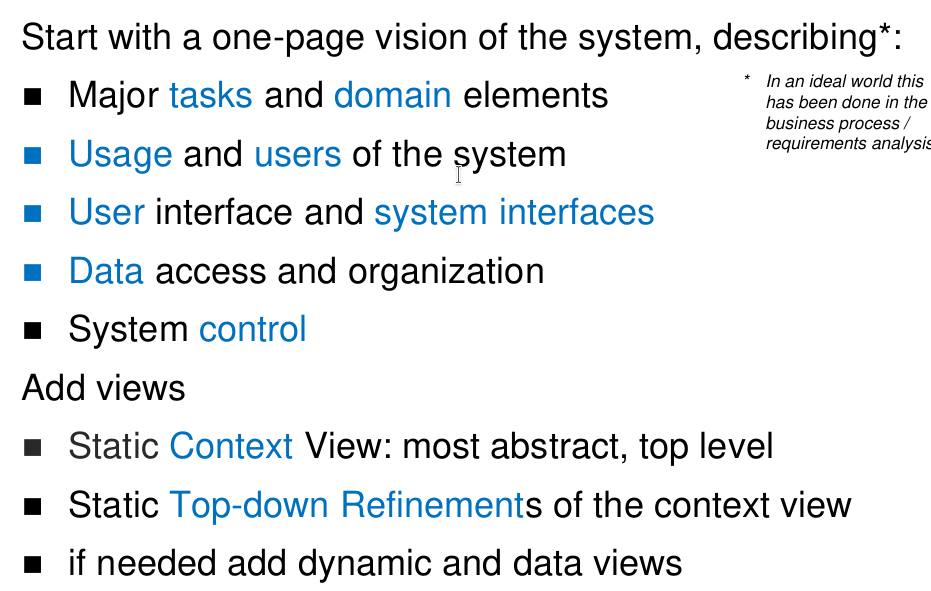 Start with a one-page vision of the system, describing*:
■ Major tasks and domain elements
* In an ideal world this
has been done in the
business process /
requirements analysis
■ Usage and users of the system
■ User interface and system interfaces
■ Data access and organization
■ System control
Add views
■ Static Context View: most abstract, top level
■ Static Top-down Refinements of the context view
■ if needed add dynamic and data views